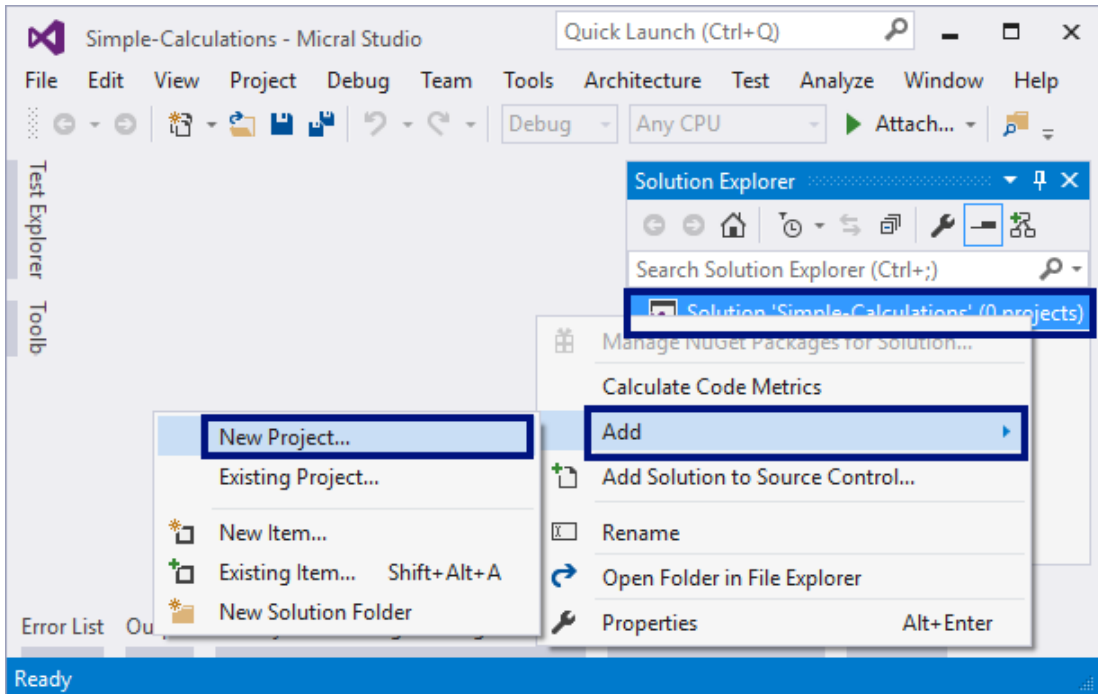 Simple-Calculations - Micral Studio
Quick Launch (Ctrl+Q)
File Edit View Project Debug Team Tools Architecture Test Analyze Window Help
Debug Any CPU Attach...
Test Explorer
Toolb
Solution Explorer
Search Solution Explorer (Ctrl+;)
Solution 'Simple-Calculations' (0 projects)
Manage NuGet Packages for Solution...
Calculate Code Metrics
Add
Add Solution to Source Control...
Rename
Open Folder in File Explorer
Properties Alt+Enter
New Project...
Existing Project...
New Item...
Existing Item... Shift+Alt+A
New Solution Folder
Error List Ou
Ready